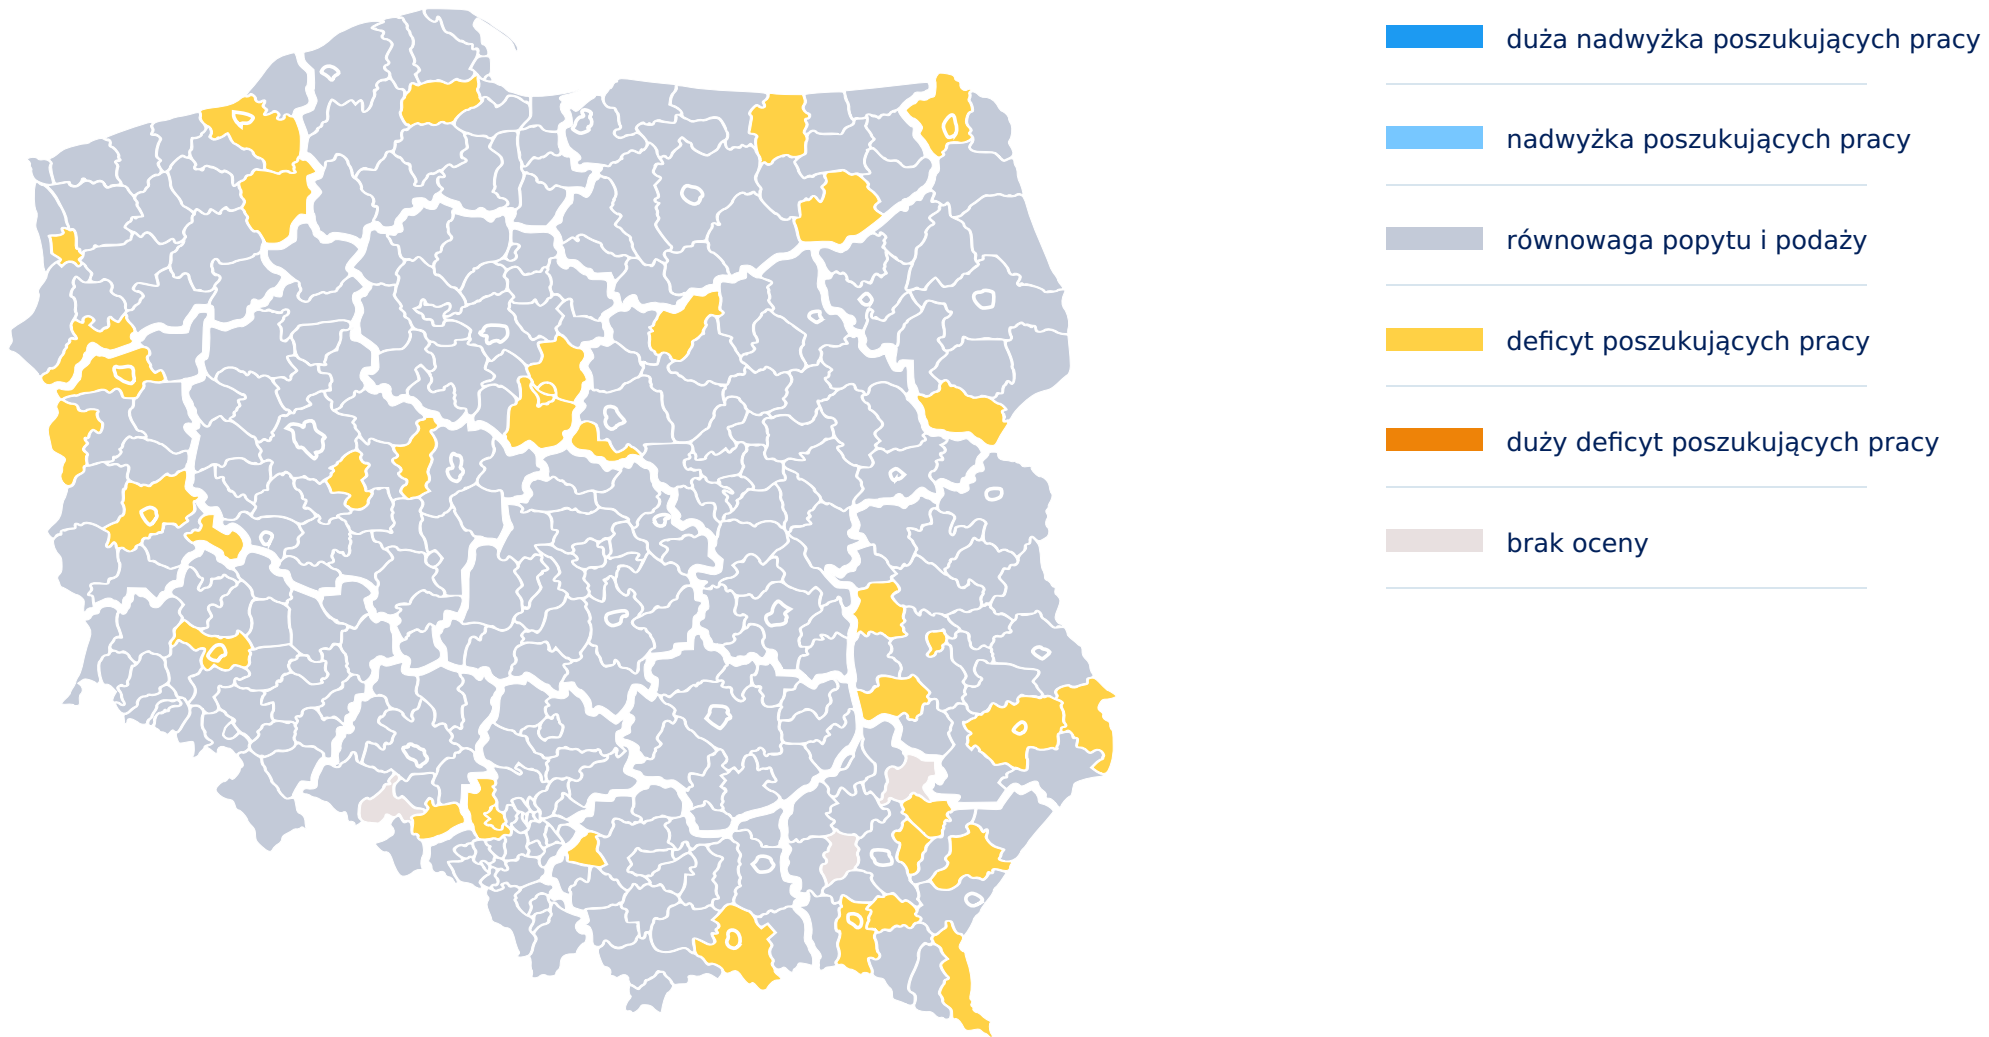 duża nadwyżka poszukujących pracy
nadwyżka poszukujących pracy
równowaga popytu i podaży
deficyt poszukujących pracy
duży deficyt poszukujących pracy
brak oceny